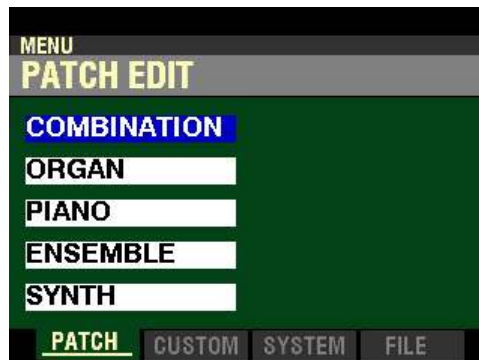 MENU
PATCH EDIT
COMBINATION
ORGAN
PIANO
ENSEMBLE
SYNTH
PATCH CUSTOM SYSTEM FILE